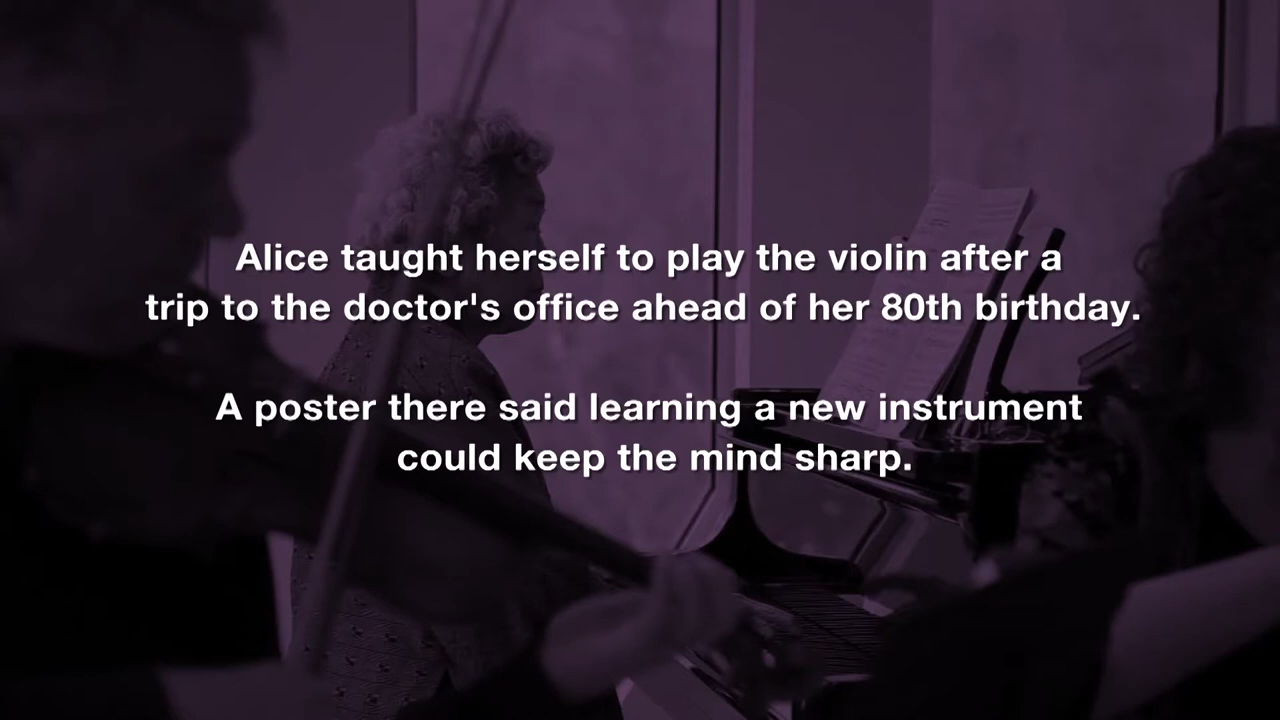 Alice taught herself to play the violin after a
trip to the doctor's office ahead of her 80th birthday.
A poster there said learning a new instrument
could keep the mind sharp.